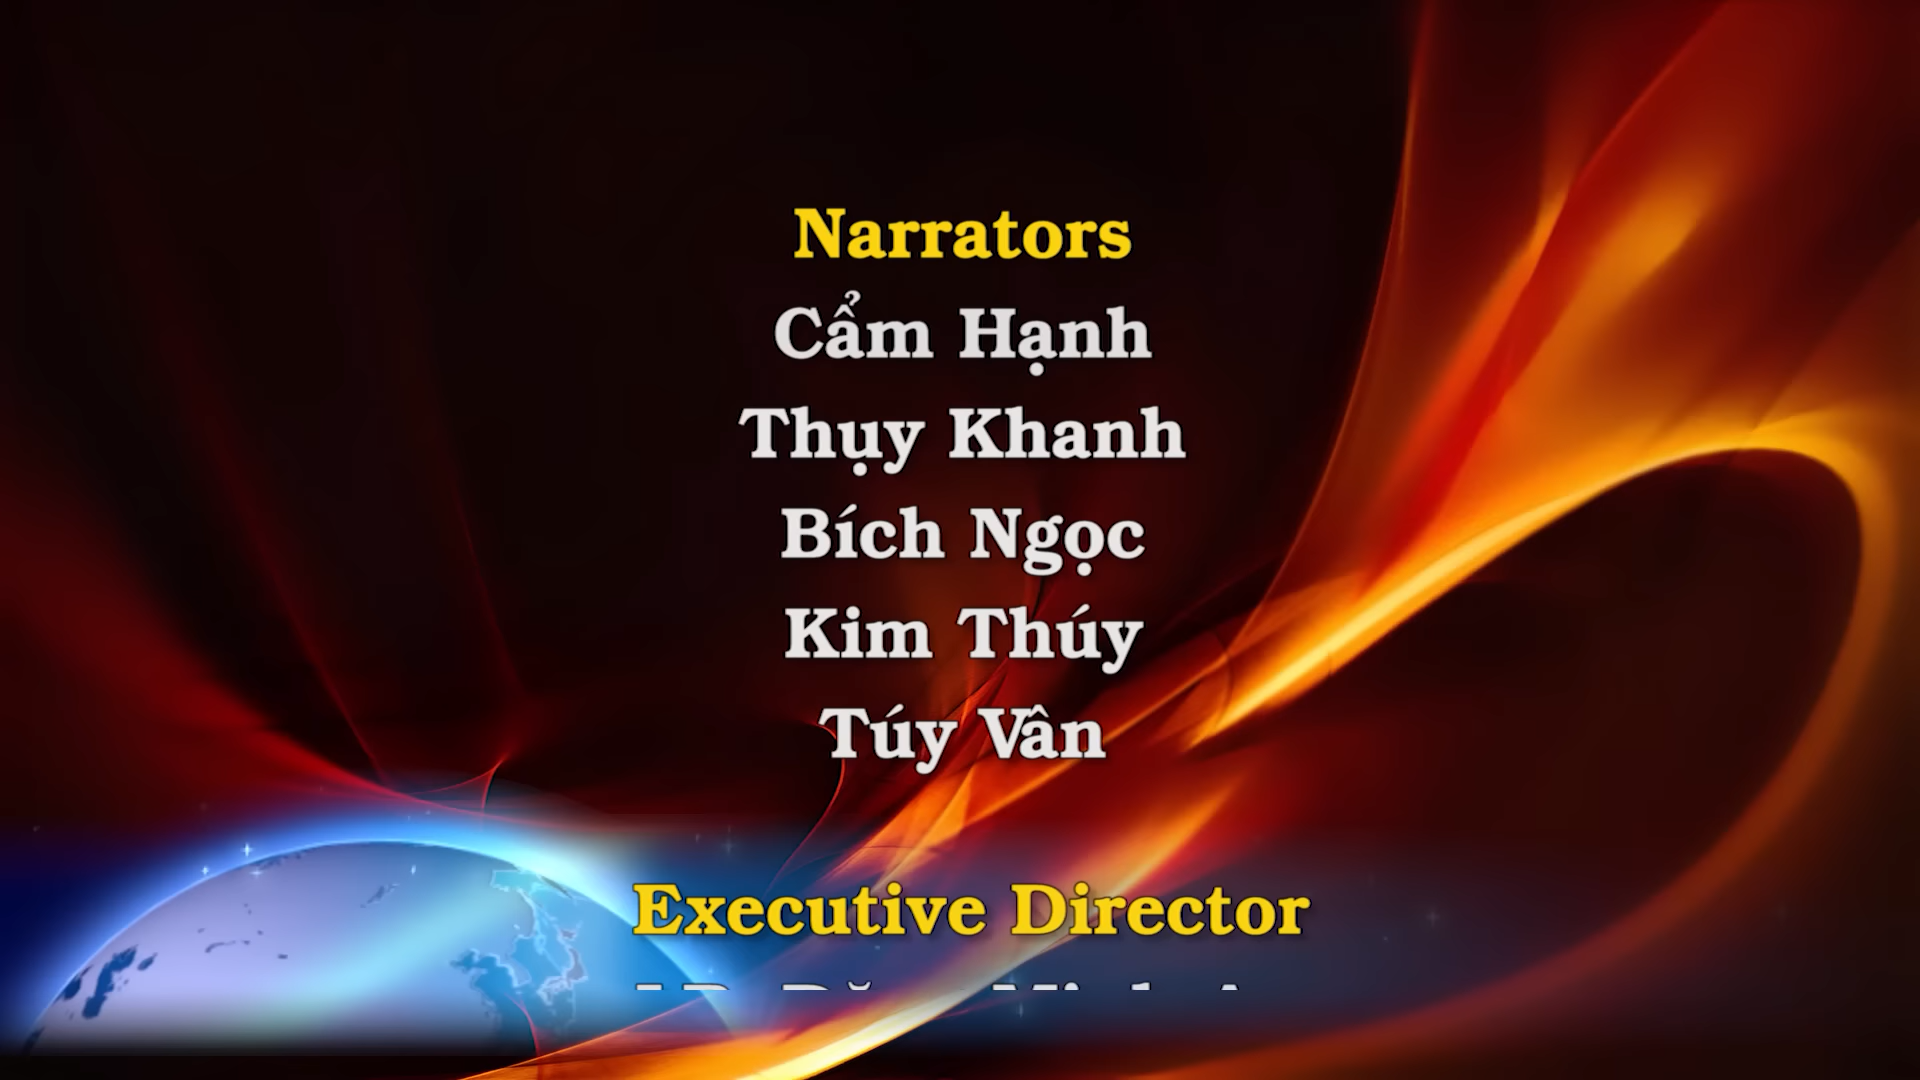 Narrators
Cẩm Hạnh
Thụy Khanh
Bích Ngọc
Kim Thúy
Túy Vân
Executive Director